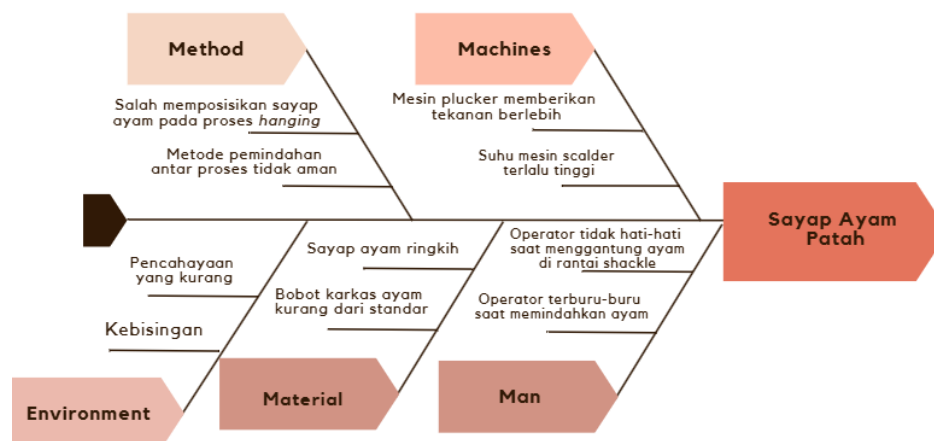 Method
Machines
Salah memposisikan sayap
ayam pada proses hanging
Mesin plucker memberikan
tekanan berlebih
Metode pemindahan
antar proses tidak aman
Suhu mesin scalder
terlalu tinggi
Sayap Ayam
Patah
Pencahayaan
yang kurang
Sayap ayam ringkih
Operator tidak hati-hati
saat menggantung ayam
di rantai shackle
Kebisingan
Bobot karkas ayam
kurang dari standar
Operator terburu-buru
saat memindahkan ayam
Environment
Material
Man